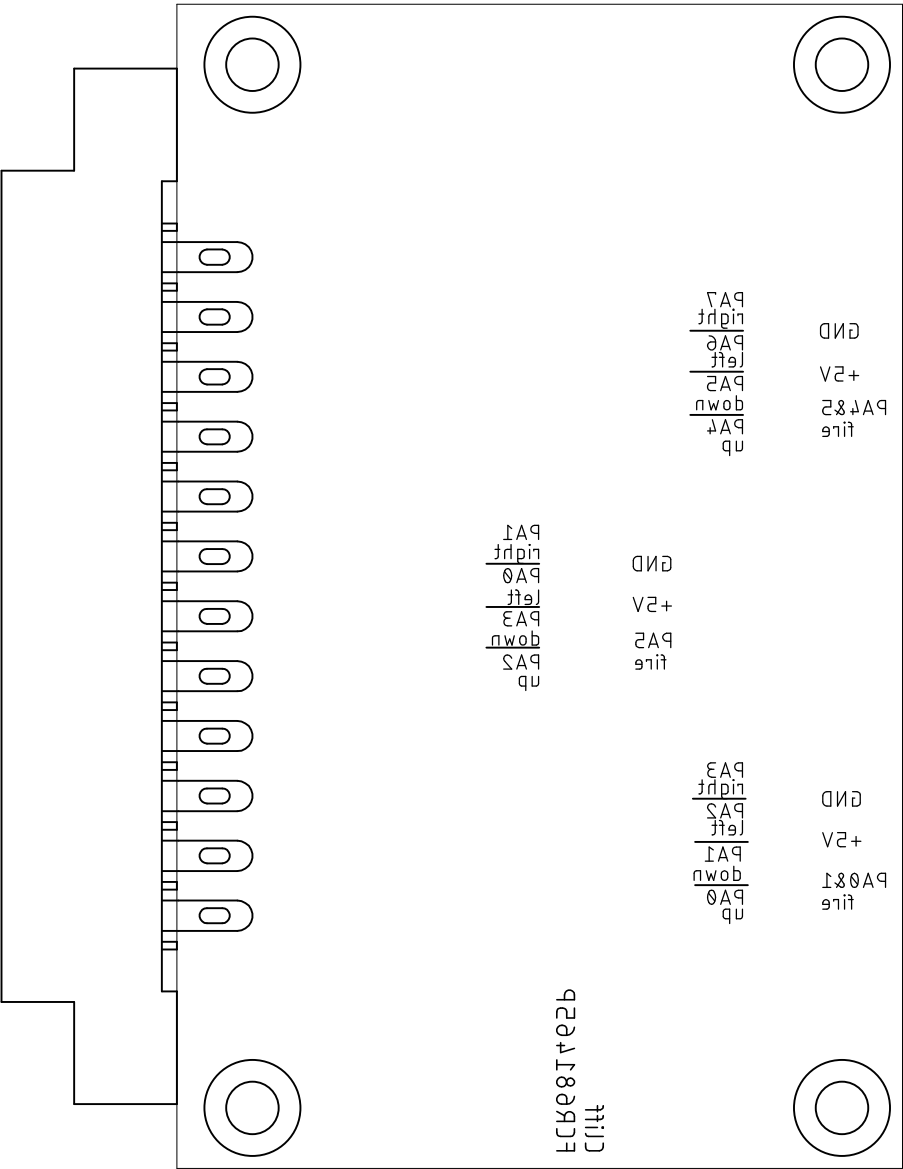 PA7
right
PA6
left
PA5
down
PA4
up
GND
+5V
PA4&5
fire
PA1
right
PA0
left
PA3
down
PA2
up
GND
+5V
PA5
fire
PA3
right
PA2
left
PA1
down
PA0
up
GND
+5V
PA0&1
fire
FCR681465P
Cliff